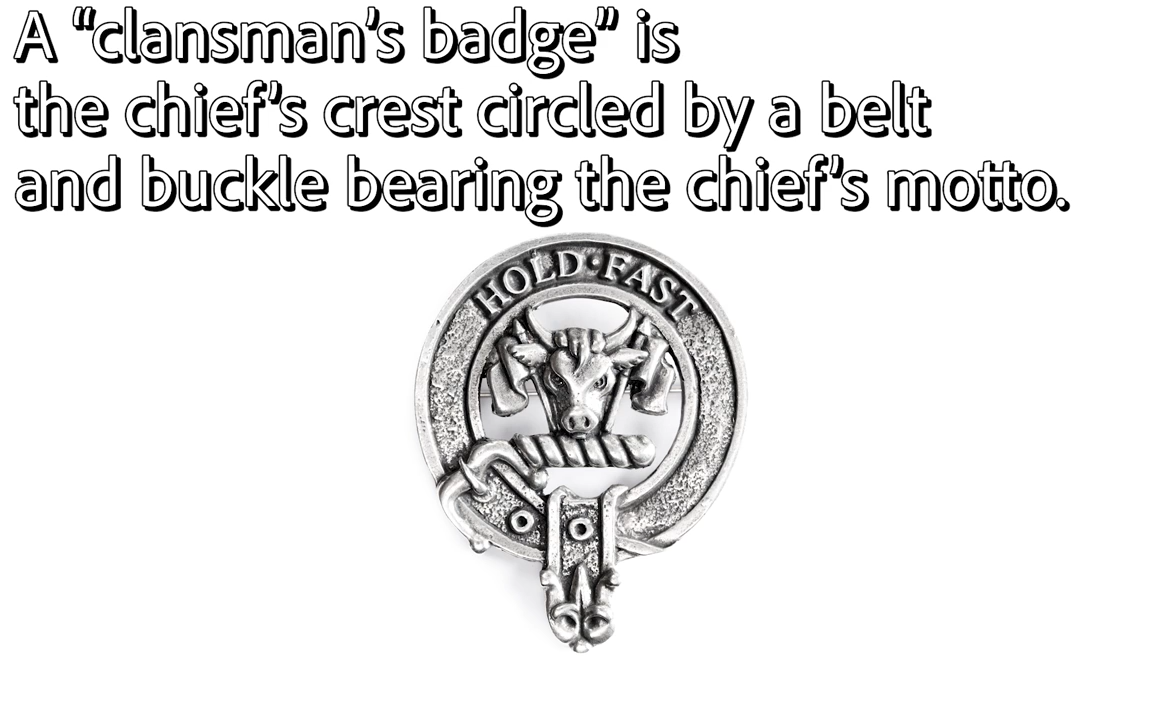 A “clansman’s badge” is
the chief’s crest circled by a belt
and buckle bearing the chief’s motto.
HOLD·FAST